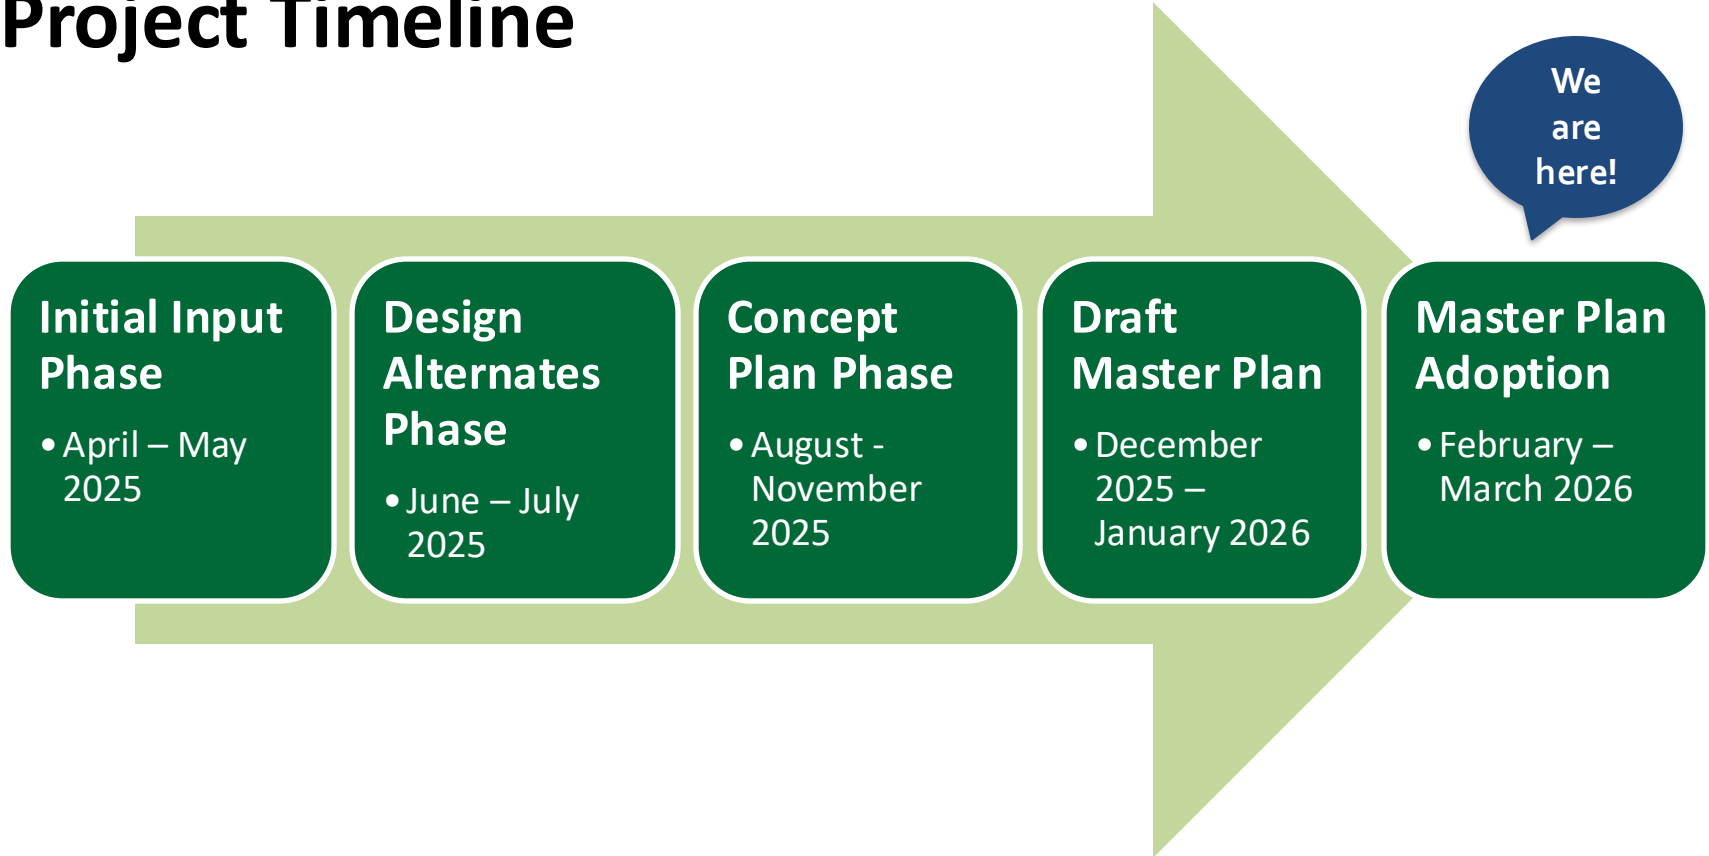 Project Timeline
We
are
here!
Initial Input
Phase
•April – May
2025
Design
Alternates
Phase
•June – July
2025
Concept
Plan Phase
•August -
November
2025
Draft
Master Plan
•December
2025 –
January 2026
Master Plan
Adoption
•February –
March 2026